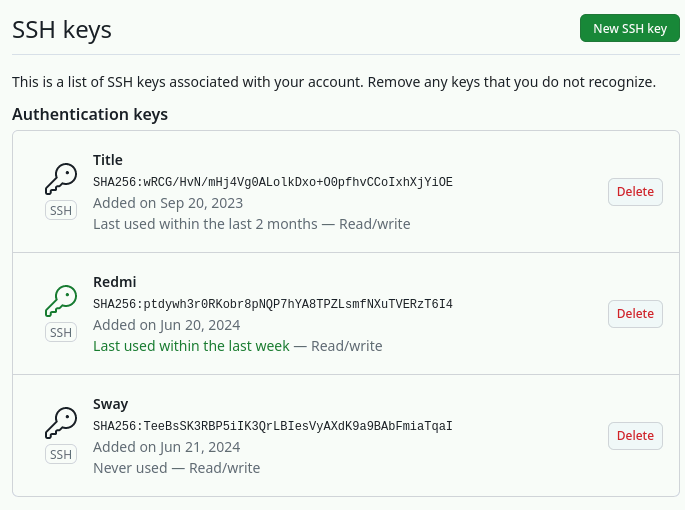 SSH keys
New SSH key
This is a list of SSH keys associated with your account. Remove any keys that you do not recognize.
Authentication keys
Title
SHA256:wRCG/HvN/mHj4Vg0ALolkDxo+O0pfhvCCoIxhXjYiOE
Added on Sep 20, 2023
Last used within the last 2 months — Read/write
SSH
Delete
Redmi
SHA256:ptdywh3r0RKobr8pNQP7hYA8TPZLsmfNXuTVERzT6I4
Added on Jun 20, 2024
Last used within the last week — Read/write
SSH
Delete
Sway
SHA256:TeeBsSK3RBP5iIK3QrLBIesVyAXdK9a9BAbFmiaTqaI
Added on Jun 21, 2024
Never used — Read/write
SSH
Delete